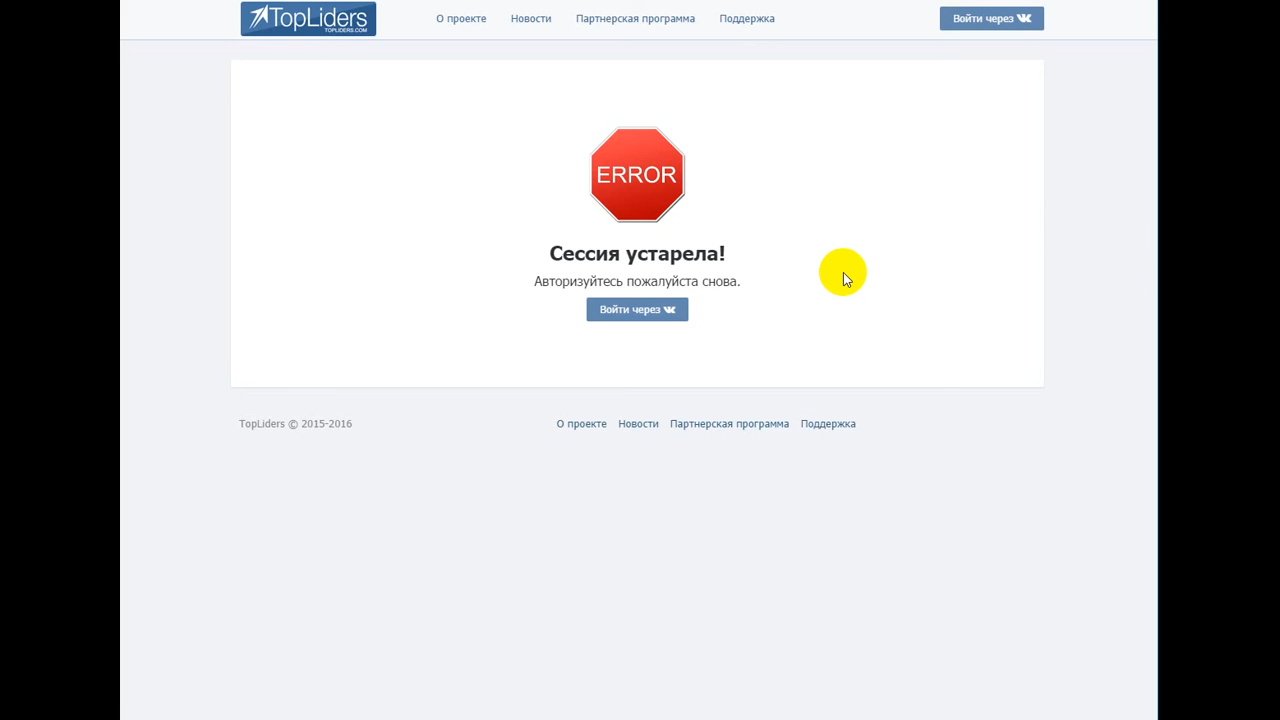 TopLiders
TOPLIDERS.COM
О проекте Новости Партнерская программа Поддержка
Войти через
ERROR
Сессия устарела!
Авторизуйтесь пожалуйста снова.
Войти через
TopLiders © 2015-2016
О проекте Новости Партнерская программа Поддержка